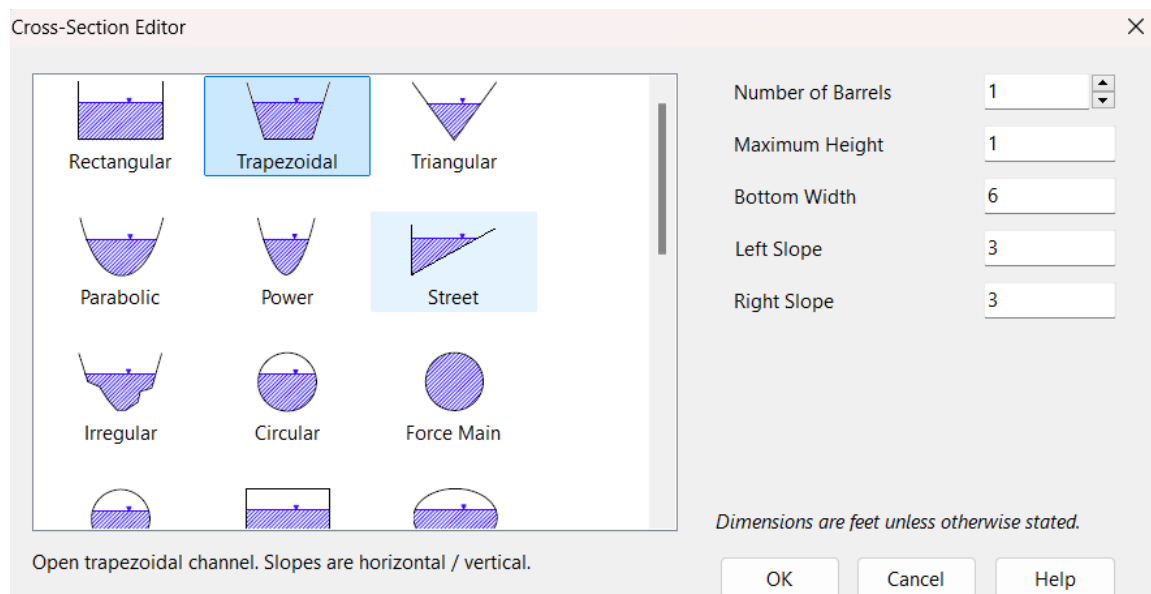 Cross-Section Editor
Rectangular Trapezoidal Triangular
Parabolic Power Street
Irregular Circular Force Main
Number of Barrels 1
Maximum Height 1
Bottom Width 6
Left Slope 3
Right Slope 3
Dimensions are feet unless otherwise stated.
Open trapezoidal channel. Slopes are horizontal / vertical.
OK Cancel Help